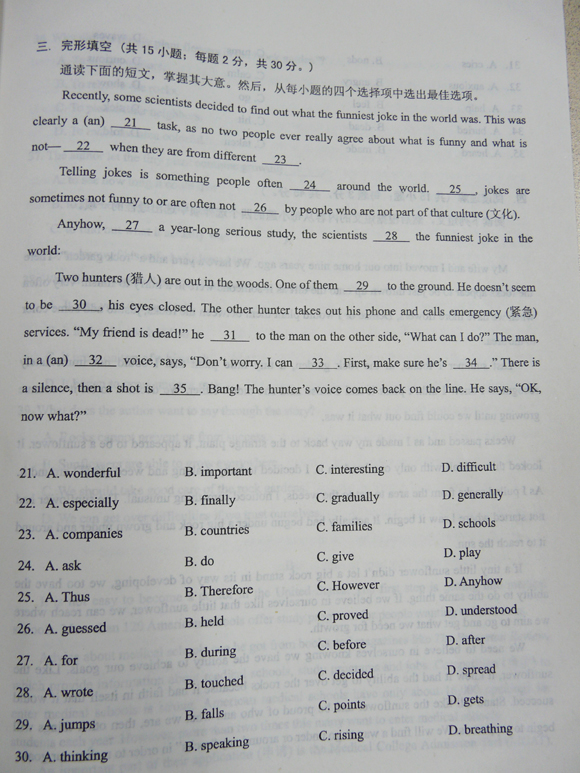 三. 完形填空（共 15 小题；每题 2 分，共 30 分。）
通读下面的短文，掌握其大意。然后，从每小题的四个选择项中选出最佳选项。
Recently, some scientists decided to find out what the funniest joke in the world was. This was
clearly a (an) 21 task, as no two people ever really agree about what is funny and what is
not— 22 when they are from different 23 .
Telling jokes is something people often 24 around the world. 25 , jokes are
sometimes not funny to or are often not 26 by people who are not part of that culture (文化).
Anyhow, 27 a year-long serious study, the scientists 28 the funniest joke in the
world:
Two hunters (猎人) are out in the woods. One of them 29 to the ground. He doesn't seem
to be 30 , his eyes closed. The other hunter takes out his phone and calls emergency (紧急)
services. "My friend is dead!" he 31 to the man on the other side, "What can I do?" The man,
in a (an) 32 voice, says, "Don't worry. I can 33 . First, make sure he's 34 ." There is
a silence, then a shot is 35 . Bang! The hunter's voice comes back on the line. He says, "OK,
now what?"
21. A. wonderful B. important C. interesting D. difficult
22. A. especially B. finally C. gradually D. generally
23. A. companies B. countries C. families D. schools
24. A. ask B. do C. give D. play
25. A. Thus B. Therefore C. However D. Anyhow
26. A. guessed B. held C. proved D. understood
27. A. for B. during C. before D. after
28. A. wrote B. touched C. decided D. spread
29. A. jumps B. falls C. points D. gets
30. A. thinking B. speaking C. rising D. breathing